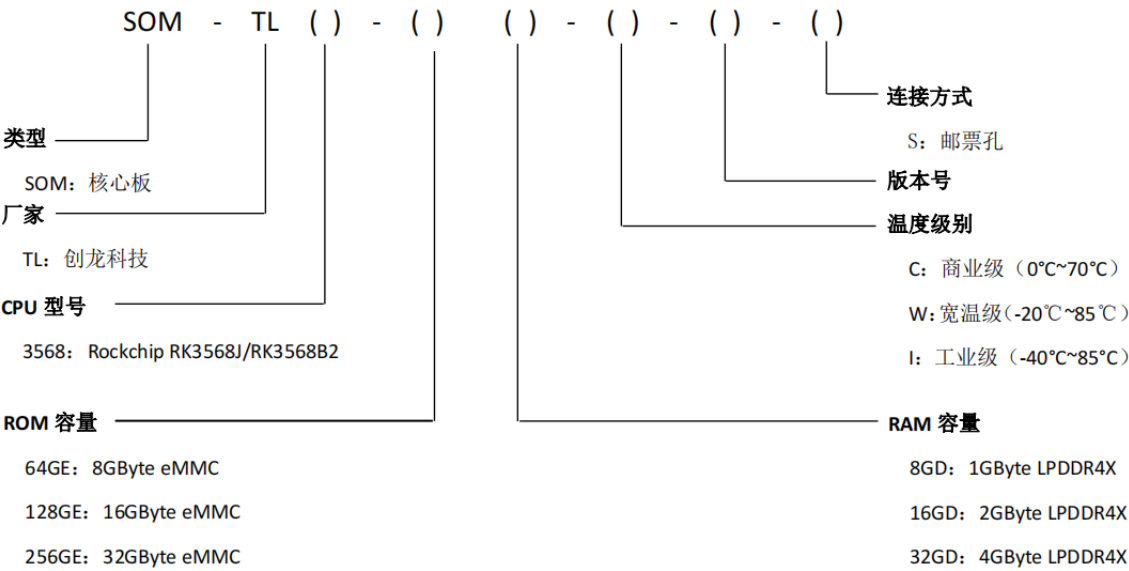 SOM - TL ( ) - ( ) ( ) - ( ) - ( ) - ( )
类型
SOM：核心板
厂家
TL：创龙科技
CPU 型号
3568：Rockchip RK3568J/RK3568B2
ROM 容量
64GE：8GByte eMMC
128GE：16GByte eMMC
256GE：32GByte eMMC
连接方式
S：邮票孔
版本号
温度级别
C：商业级（0°C~70°C）
W：宽温级（-20℃~85℃）
I：工业级（-40°C~85°C）
RAM 容量
8GD：1GByte LPDDR4X
16GD：2GByte LPDDR4X
32GD：4GByte LPDDR4X